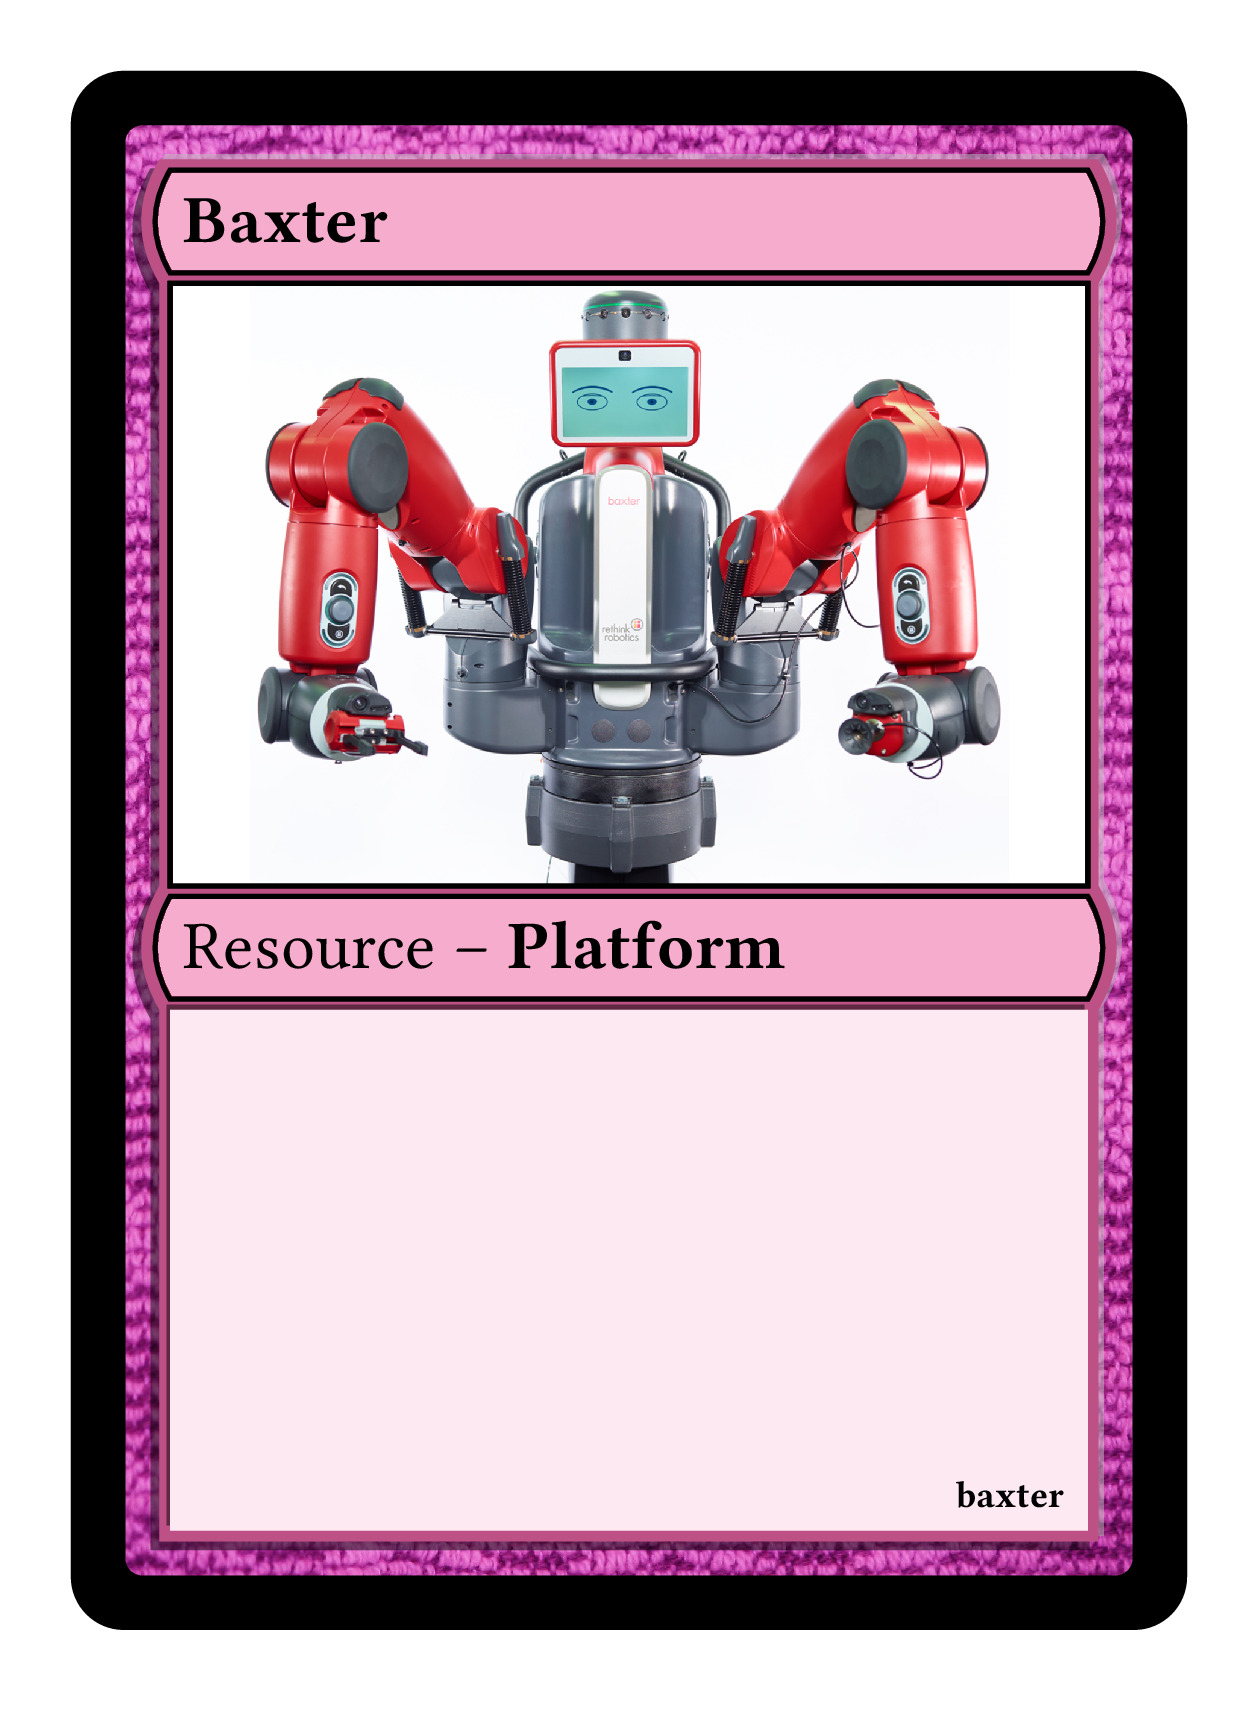 Baxter
baxter
rethink
robotics
Resource – Platform
baxter